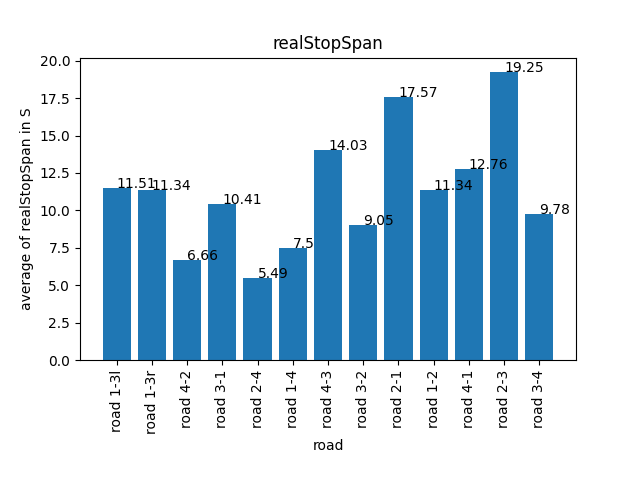 realStopSpan
average of realStopSpan in S
20.0
17.5
15.0
12.5
10.0
7.5
5.0
2.5
0.0
11.51
11.34
6.66
10.41
5.49
7.5
14.03
9.05
17.57
11.34
12.76
19.25
9.78
road 1-3l
road 1-3r
road 4-2
road 3-1
road 2-4
road 1-4
road 4-3
road 3-2
road 2-1
road 1-2
road 4-1
road 2-3
road 3-4
road